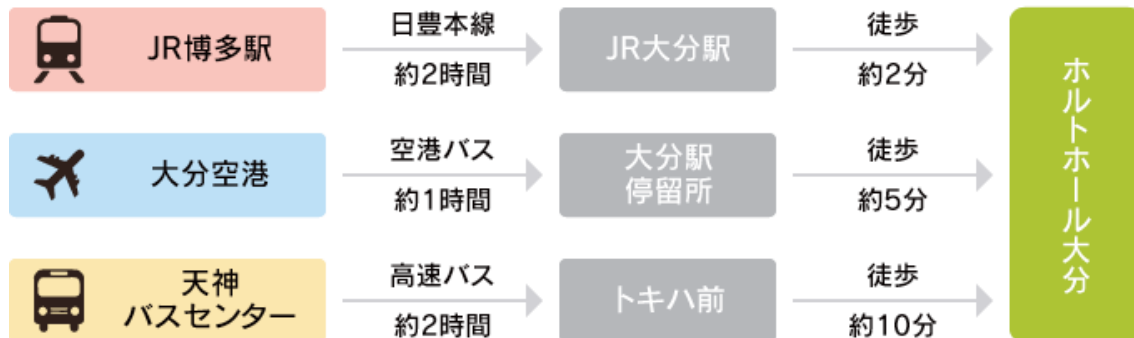 JR博多駅
日豊本線
約2時間
JR大分駅
徒歩
約2分
大分空港
空港バス
約1時間
大分駅
停留所
徒歩
約5分
天神
バスセンター
高速バス
約2時間
トキハ前
徒歩
約10分
ホルトホール大分